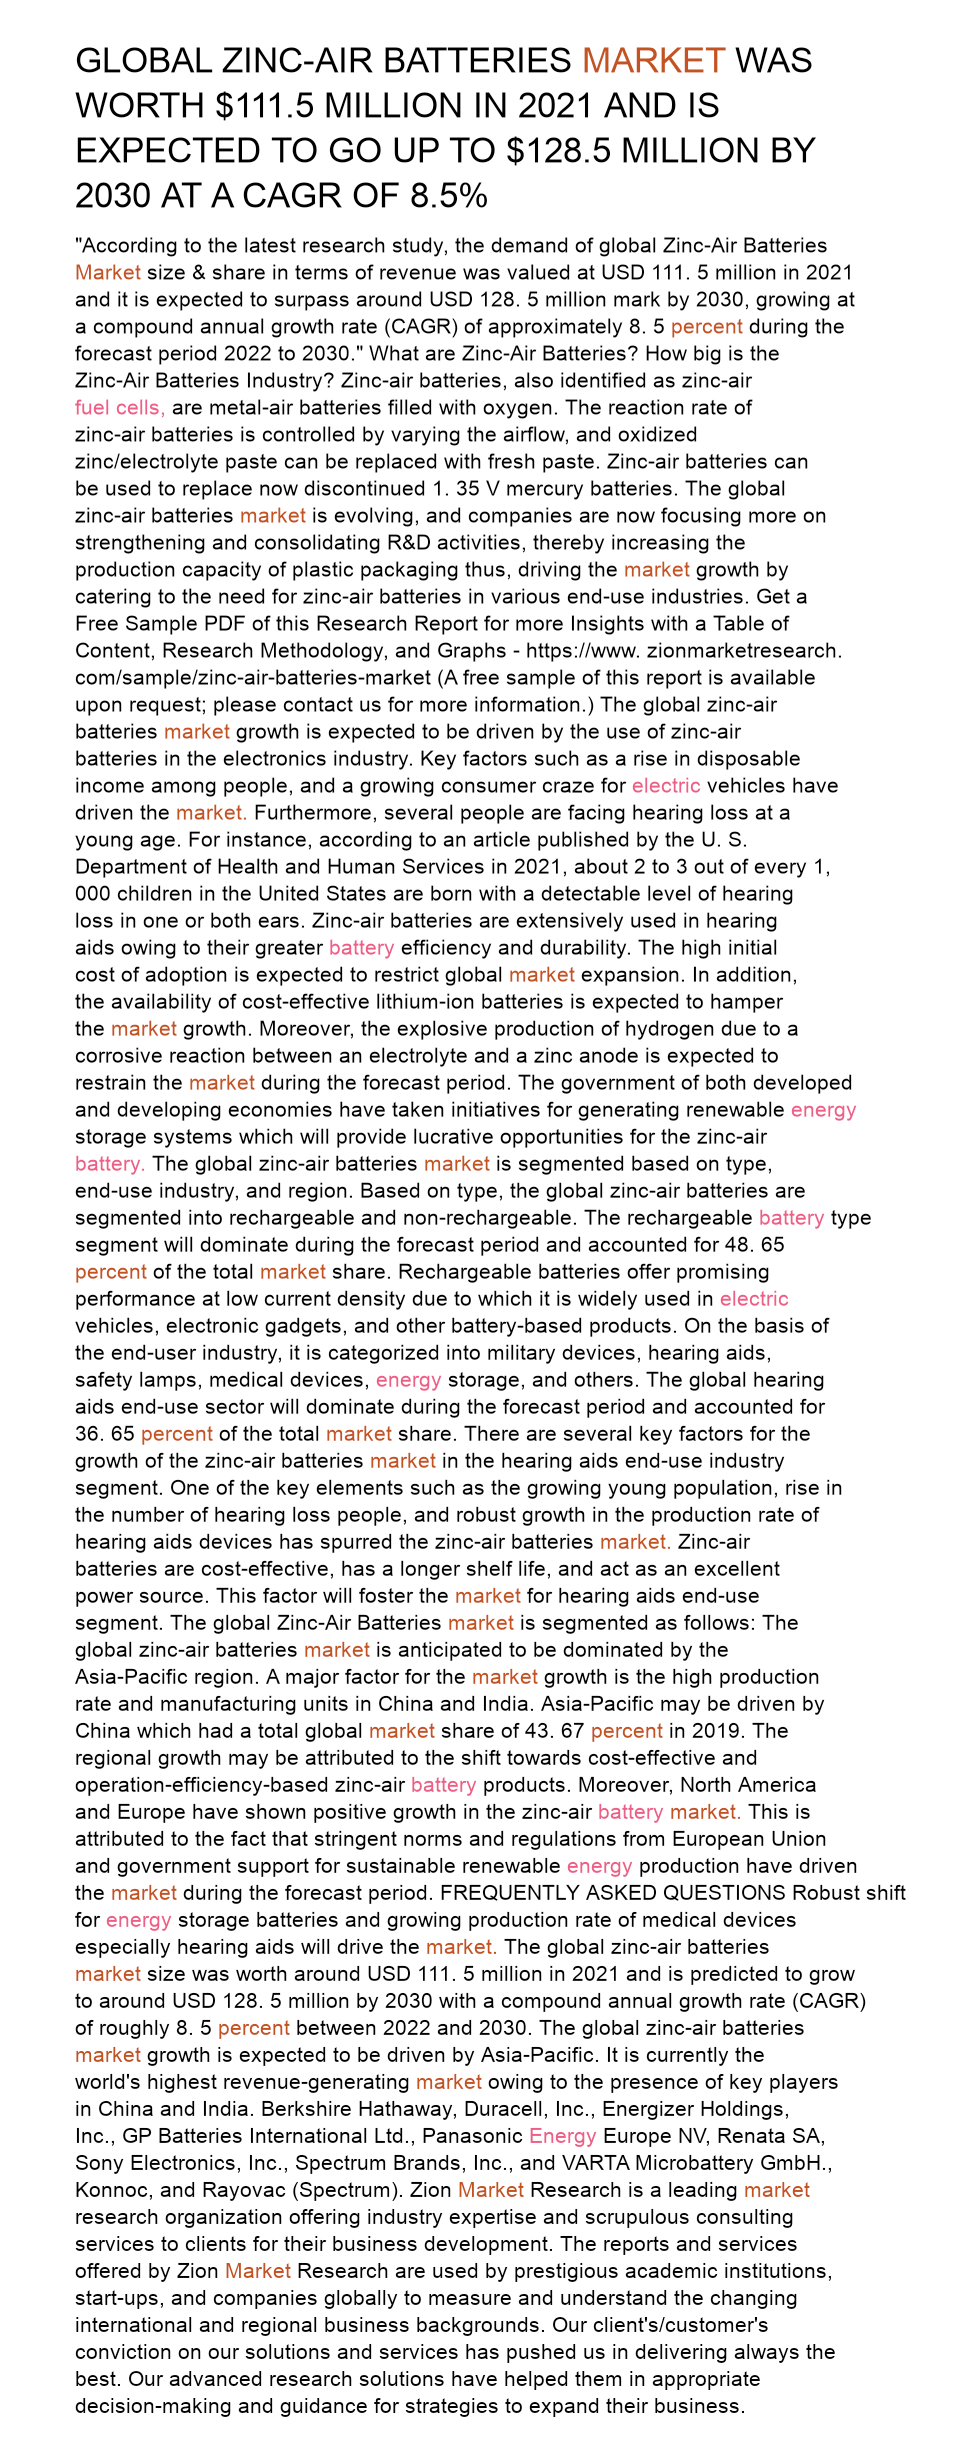 GLOBAL ZINC-AIR BATTERIES MARKET WAS
WORTH $111.5 MILLION IN 2021 AND IS
EXPECTED TO GO UP TO $128.5 MILLION BY
2030 AT A CAGR OF 8.5%
"According to the latest research study, the demand of global Zinc-Air Batteries
Market size & share in terms of revenue was valued at USD 111. 5 million in 2021
and it is expected to surpass around USD 128. 5 million mark by 2030, growing at
a compound annual growth rate (CAGR) of approximately 8. 5 percent during the
forecast period 2022 to 2030." What are Zinc-Air Batteries? How big is the
Zinc-Air Batteries Industry? Zinc-air batteries, also identified as zinc-air
fuel cells, are metal-air batteries filled with oxygen. The reaction rate of
zinc-air batteries is controlled by varying the airflow, and oxidized
zinc/electrolyte paste can be replaced with fresh paste. Zinc-air batteries can
be used to replace now discontinued 1. 35 V mercury batteries. The global
zinc-air batteries market is evolving, and companies are now focusing more on
strengthening and consolidating R&D activities, thereby increasing the
production capacity of plastic packaging thus, driving the market growth by
catering to the need for zinc-air batteries in various end-use industries. Get a
Free Sample PDF of this Research Report for more Insights with a Table of
Content, Research Methodology, and Graphs - https://www. zionmarketresearch.
com/sample/zinc-air-batteries-market (A free sample of this report is available
upon request; please contact us for more information.) The global zinc-air
batteries market growth is expected to be driven by the use of zinc-air
batteries in the electronics industry. Key factors such as a rise in disposable
income among people, and a growing consumer craze for electric vehicles have
driven the market. Furthermore, several people are facing hearing loss at a
young age. For instance, according to an article published by the U. S.
Department of Health and Human Services in 2021, about 2 to 3 out of every 1,
000 children in the United States are born with a detectable level of hearing
loss in one or both ears. Zinc-air batteries are extensively used in hearing
aids owing to their greater battery efficiency and durability. The high initial
cost of adoption is expected to restrict global market expansion. In addition,
the availability of cost-effective lithium-ion batteries is expected to hamper
the market growth. Moreover, the explosive production of hydrogen due to a
corrosive reaction between an electrolyte and a zinc anode is expected to
restrain the market during the forecast period. The government of both developed
and developing economies have taken initiatives for generating renewable energy
storage systems which will provide lucrative opportunities for the zinc-air
battery. The global zinc-air batteries market is segmented based on type,
end-use industry, and region. Based on type, the global zinc-air batteries are
segmented into rechargeable and non-rechargeable. The rechargeable battery type
segment will dominate during the forecast period and accounted for 48. 65
percent of the total market share. Rechargeable batteries offer promising
performance at low current density due to which it is widely used in electric
vehicles, electronic gadgets, and other battery-based products. On the basis of
the end-user industry, it is categorized into military devices, hearing aids,
safety lamps, medical devices, energy storage, and others. The global hearing
aids end-use sector will dominate during the forecast period and accounted for
36. 65 percent of the total market share. There are several key factors for the
growth of the zinc-air batteries market in the hearing aids end-use industry
segment. One of the key elements such as the growing young population, rise in
the number of hearing loss people, and robust growth in the production rate of
hearing aids devices has spurred the zinc-air batteries market. Zinc-air
batteries are cost-effective, has a longer shelf life, and act as an excellent
power source. This factor will foster the market for hearing aids end-use
segment. The global Zinc-Air Batteries market is segmented as follows: The
global zinc-air batteries market is anticipated to be dominated by the
Asia-Pacific region. A major factor for the market growth is the high production
rate and manufacturing units in China and India. Asia-Pacific may be driven by
China which had a total global market share of 43. 67 percent in 2019. The
regional growth may be attributed to the shift towards cost-effective and
operation-efficiency-based zinc-air battery products. Moreover, North America
and Europe have shown positive growth in the zinc-air battery market. This is
attributed to the fact that stringent norms and regulations from European Union
and government support for sustainable renewable energy production have driven
the market during the forecast period. FREQUENTLY ASKED QUESTIONS Robust shift
for energy storage batteries and growing production rate of medical devices
especially hearing aids will drive the market. The global zinc-air batteries
market size was worth around USD 111. 5 million in 2021 and is predicted to grow
to around USD 128. 5 million by 2030 with a compound annual growth rate (CAGR)
of roughly 8. 5 percent between 2022 and 2030. The global zinc-air batteries
market growth is expected to be driven by Asia-Pacific. It is currently the
world's highest revenue-generating market owing to the presence of key players
in China and India. Berkshire Hathaway, Duracell, Inc., Energizer Holdings,
Inc., GP Batteries International Ltd., Panasonic Energy Europe NV, Renata SA,
Sony Electronics, Inc., Spectrum Brands, Inc., and VARTA Microbattery GmbH.,
Konnoc, and Rayovac (Spectrum). Zion Market Research is a leading market
research organization offering industry expertise and scrupulous consulting
services to clients for their business development. The reports and services
offered by Zion Market Research are used by prestigious academic institutions,
start-ups, and companies globally to measure and understand the changing
international and regional business backgrounds. Our client's/customer's
conviction on our solutions and services has pushed us in delivering always the
best. Our advanced research solutions have helped them in appropriate
decision-making and guidance for strategies to expand their business.